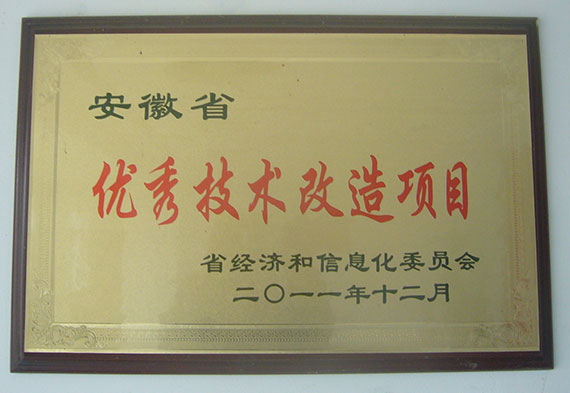 安徽省
优秀技术改造项目
省经济和信息化委员会
二〇一一年十二月